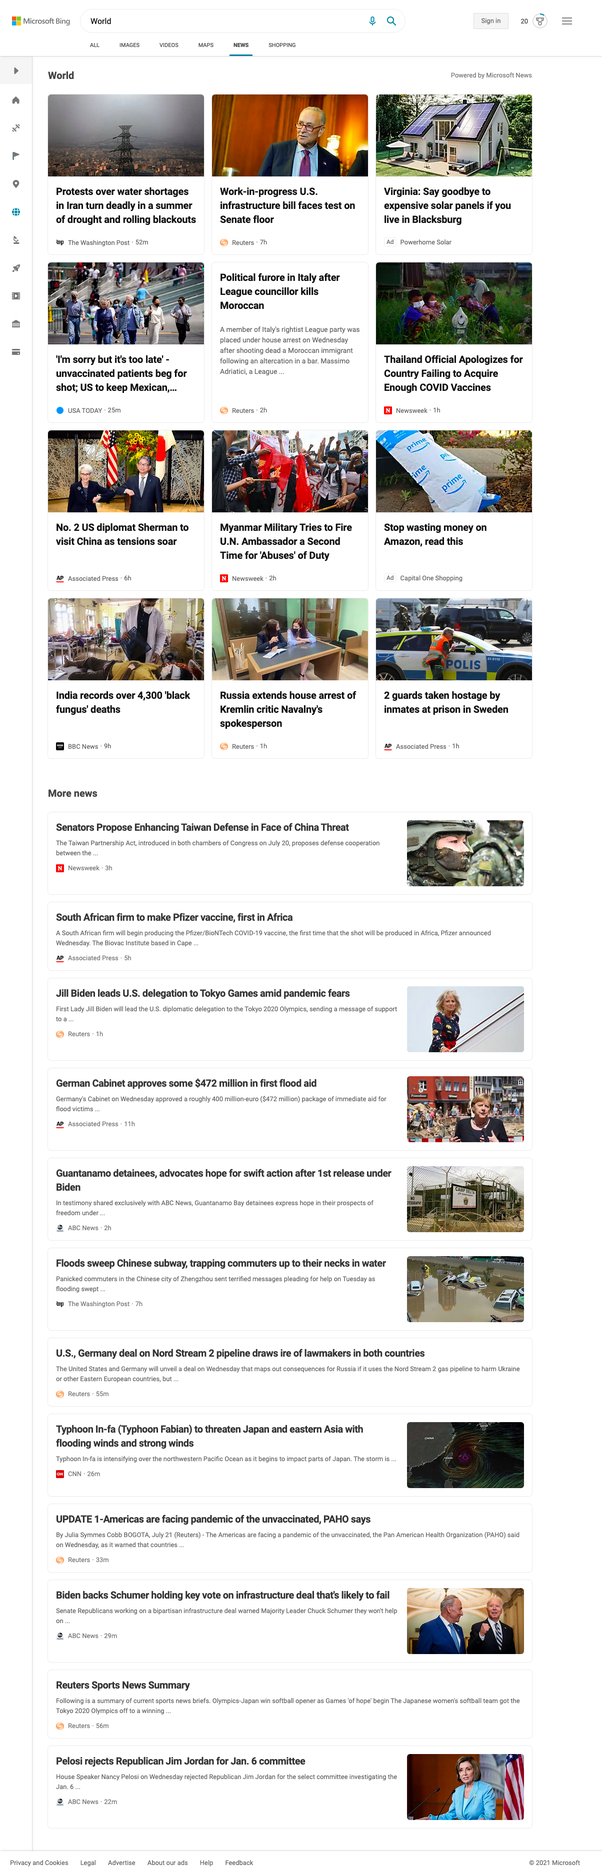 Microsoft Bing
World
Sign in
20
ALL IMAGES VIDEOS MAPS NEWS SHOPPING
World
Powered by Microsoft News
Protests over water shortages
in Iran turn deadly in a summer
of drought and rolling blackouts
wp The Washington Post · 52m
Work-in-progress U.S.
infrastructure bill faces test on
Senate floor
Reuters · 7h
Virginia: Say goodbye to
expensive solar panels if you
live in Blacksburg
Ad Powerhome Solar
'I'm sorry but it's too late' -
unvaccinated patients beg for
shot; US to keep Mexican,...
USA TODAY · 25m
Political furore in Italy after
League councillor kills
Moroccan
A member of Italy's rightist League party was
placed under house arrest on Wednesday
after shooting dead a Moroccan immigrant
following an altercation in a bar. Massimo
Adriatici, a League ...
Reuters · 2h
Thailand Official Apologizes for
Country Failing to Acquire
Enough COVID Vaccines
N Newsweek · 1h
No. 2 US diplomat Sherman to
visit China as tensions soar
AP Associated Press · 6h
Myanmar Military Tries to Fire
U.N. Ambassador a Second
Time for 'Abuses' of Duty
N Newsweek · 2h
prime
prime
prime
Stop wasting money on
Amazon, read this
Ad Capital One Shopping
India records over 4,300 'black
fungus' deaths
BBC News · 9h
Russia extends house arrest of
Kremlin critic Navalny's
spokesperson
Reuters · 1h
POLIS
2 guards taken hostage by
inmates at prison in Sweden
AP Associated Press · 1h
More news
Senators Propose Enhancing Taiwan Defense in Face of China Threat
The Taiwan Partnership Act, introduced in both chambers of Congress on July 20, proposes defense cooperation
between the ...
N Newsweek · 3h
South African firm to make Pfizer vaccine, first in Africa
A South African firm will begin producing the Pfizer/BioNTech COVID-19 vaccine, the first time that the shot will be produced in Africa, Pfizer announced
Wednesday. The Biovac Institute based in Cape ...
AP Associated Press · 5h
Jill Biden leads U.S. delegation to Tokyo Games amid pandemic fears
First Lady Jill Biden will lead the U.S. diplomatic delegation to the Tokyo 2020 Olympics, sending a message of support
to a ...
Reuters · 1h
German Cabinet approves some $472 million in first flood aid
Germany's Cabinet on Wednesday approved a roughly 400 million-euro ($472 million) package of immediate aid for
flood victims ...
AP Associated Press · 11h
Guantanamo detainees, advocates hope for swift action after 1st release under
Biden
In testimony shared exclusively with ABC News, Guantanamo Bay detainees express hope in their prospects of
freedom under ...
ABC News · 2h
Floods sweep Chinese subway, trapping commuters up to their necks in water
Panicked commuters in the Chinese city of Zhengzhou sent terrified messages pleading for help on Tuesday as
flooding swept ...
wp The Washington Post · 7h
U.S., Germany deal on Nord Stream 2 pipeline draws ire of lawmakers in both countries
The United States and Germany will unveil a deal on Wednesday that maps out consequences for Russia if it uses the Nord Stream 2 gas pipeline to harm Ukraine
or other Eastern European countries, but ...
Reuters · 55m
Typhoon In-fa (Typhoon Fabian) to threaten Japan and eastern Asia with
flooding winds and strong winds
Typhoon In-fa is intensifying over the northwestern Pacific Ocean as it begins to impact parts of Japan. The storm is ...
CNN CNN · 26m
UPDATE 1-Americas are facing pandemic of the unvaccinated, PAHO says
By Julia Symmes Cobb BOGOTA, July 21 (Reuters) - The Americas are facing a pandemic of the unvaccinated, the Pan American Health Organization (PAHO) said
on Wednesday, as it warned that countries ...
Reuters · 33m
Biden backs Schumer holding key vote on infrastructure deal that's likely to fail
Senate Republicans working on a bipartisan infrastructure deal warned Majority Leader Chuck Schumer they won't help
on ...
ABC News · 29m
Reuters Sports News Summary
Following is a summary of current sports news briefs. Olympics-Japan win softball opener as Games 'of hope' begin The Japanese women's softball team got the
Tokyo 2020 Olympics off to a winning ...
Reuters · 56m
Pelosi rejects Republican Jim Jordan for Jan. 6 committee
House Speaker Nancy Pelosi on Wednesday rejected Republican Jim Jordan for the select committee investigating the
Jan. 6 ...
ABC News · 22m
Privacy and Cookies Legal Advertise About our ads Help Feedback
© 2021 Microsoft